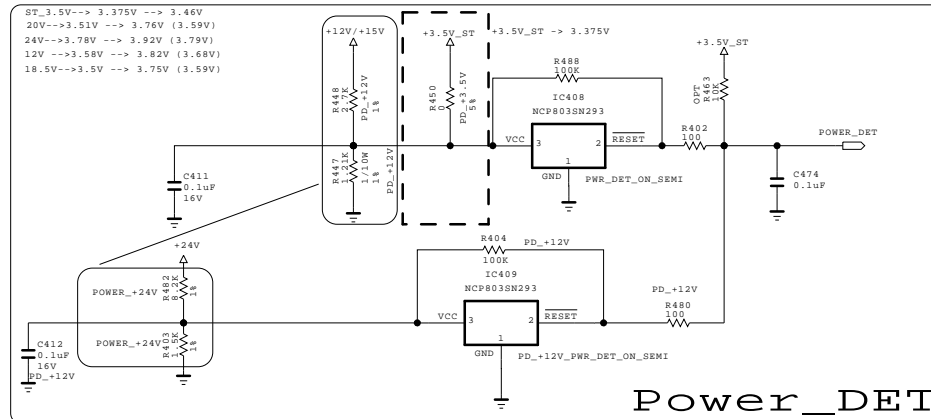 ST_3.5V--> 3.375V --> 3.46V
20V-->3.51V --> 3.76V (3.59V)
24V-->3.78V --> 3.92V (3.79V)
12V -->3.58V --> 3.82V (3.68V)
18.5V-->3.5V --> 3.75V (3.59V)
+12V/+15V
R448
2.7K
PD_+12V
1%
R447
1.21K
1/10W
1%
PD_+12V
C411
0.1uF
16V
+3.5V_ST
R450
0
PD_+3.5V
5%
+3.5V_ST -> 3.375V
R488
100K
IC408
NCP803SN293
VCC
3
2
RESET
1
GND
PWR_DET_ON_SEMI
+3.5V_ST
OPT
R463
10K
R402
100
POWER_DET
C474
0.1uF
+24V
POWER_+24V
R482
8.2K
1%
POWER_+24V
R403
1.5K
1%
C412
0.1uF
16V
PD_+12V
R404
100K
PD_+12V
IC409
NCP803SN293
VCC
3
2
RESET
1
GND
PD_+12V_PWR_DET_ON_SEMI
PD_+12V
R480
100
Power_DET